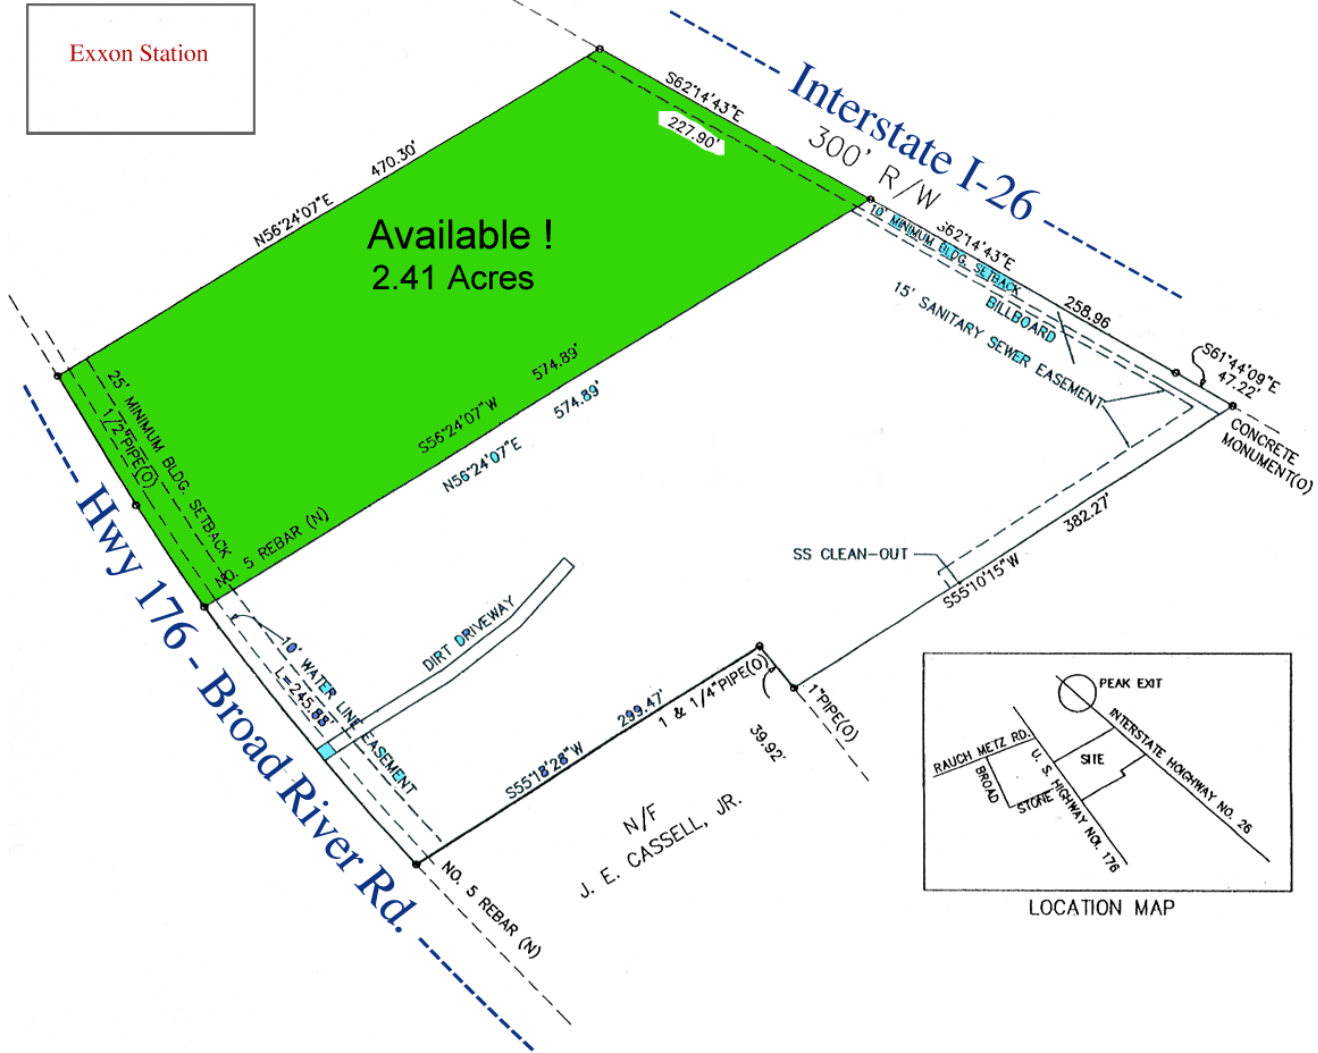 Exxon Station
Interstate I-26
300' R/W
S62°14'43"E
227.90'
470.30'
N56°24'07"E
Available !
2.41 Acres
10' MINIMUM BLDG. SETBACK
S62°14'43"E
258.96
BILLBOARD
15' SANITARY SEWER EASEMENT
S61°44'09"E
47.22'
CONCRETE
MONUMENT(O)
25' MINIMUM BLDG. SETBACK
1/2" PIPE(O)
574.89'
S56°24'07"W
574.89'
N56°24'07"E
NO. 5 REBAR (N)
Hwy 176 - Broad River Rd.
382.27'
S55°10'15"W
SS CLEAN-OUT
DIRT DRIVEWAY
10' WATER LINE EASEMENT
L=245.88'
299.47'
S55°18'28"W
1 & 1/4" PIPE(O)
1" PIPE(O)
39.92'
N/F
J. E. CASSELL, JR.
NO. 5 REBAR (N)
PEAK EXIT
INTERSTATE HOIGHWAY NO. 26
RAUCH METZ RD.
BROAD
STONE
U. S. HIGHWAY NO. 176
SITE
LOCATION MAP